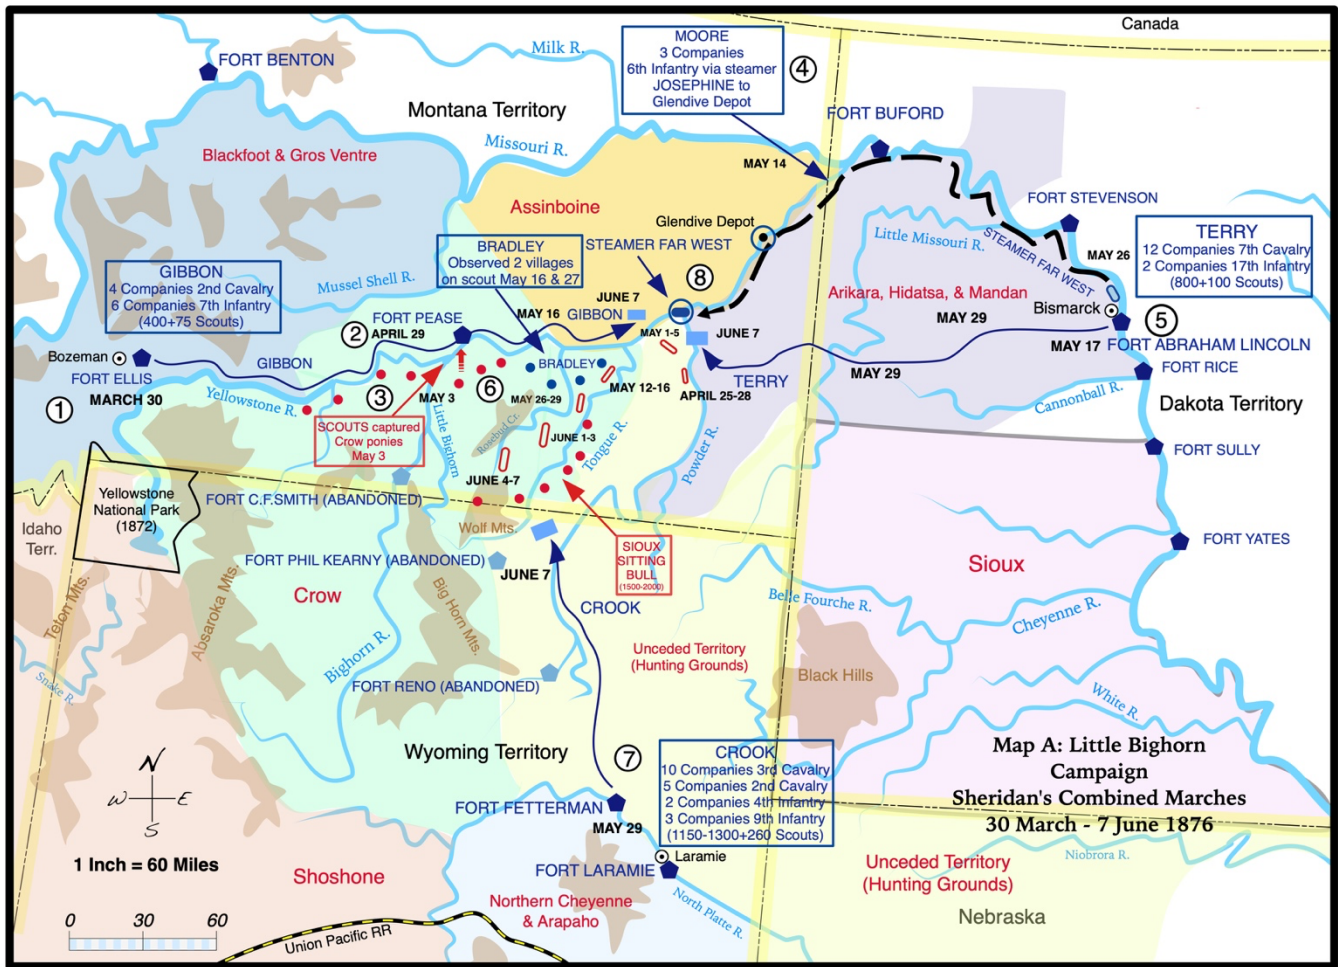 Canada
MOORE
3 Companies
6th Infantry via steamer
JOSEPHINE to
Glendive Depot
4
FORT BENTON
Milk R.
Montana Territory
FORT BUFORD
Missouri R.
MAY 14
Blackfoot & Gros Ventre
Assinboine
FORT STEVENSON
Glendive Depot
STEAMER FAR WEST
Little Missouri R.
STEAMER FAR WEST
MAY 26
TERRY
12 Companies 7th Cavalry
2 Companies 17th Infantry
(800+100 Scouts)
BRADLEY
Observed 2 villages
on scout May 16 & 27
GIBBON
4 Companies 2nd Cavalry
6 Companies 7th Infantry
(400+75 Scouts)
Mussel Shell R.
8
JUNE 7
Arikara, Hidatsa, & Mandan
Bismarck
FORT PEASE
MAY 16
GIBBON
MAY 29
5
2
APRIL 29
MAY 1-5
JUNE 7
MAY 17
FORT ABRAHAM LINCOLN
Bozeman
GIBBON
BRADLEY
FORT ELLIS
MARCH 30
TERRY
MAY 29
FORT RICE
MAY 12-16
APRIL 25-28
1
Yellowstone R.
3
MAY 3
6
MAY 26-29
Cannonball R.
Dakota Territory
SCOUTS captured
Crow ponies
May 3
Little Bighorn
Rosebud Cr.
JUNE 1-3
Tongue R.
Powder R.
FORT SULLY
JUNE 4-7
Yellowstone
National Park
(1872)
FORT C.F.SMITH (ABANDONED)
Idaho
Terr.
Wolf Mts.
FORT YATES
SIOUX
SITTING
BULL
(1500-2000)
FORT PHIL KEARNY (ABANDONED)
JUNE 7
Sioux
Teton Mts.
Absaroka Mts.
Crow
Big Horn Mts.
CROOK
Belle Fourche R.
Cheyenne R.
Bighorn R.
Unceded Territory
(Hunting Grounds)
Snake R.
FORT RENO (ABANDONED)
Black Hills
White R.
Wyoming Territory
7
CROOK
10 Companies 3rd Cavalry
5 Companies 2nd Cavalry
2 Companies 4th Infantry
3 Companies 9th Infantry
(1150-1300+260 Scouts)
Map A: Little Bighorn
Campaign
Sheridan's Combined Marches
30 March - 7 June 1876
N
W
E
S
FORT FETTERMAN
MAY 29
1 Inch = 60 Miles
Laramie
Niobrora R.
Shoshone
FORT LARAMIE
Unceded Territory
(Hunting Grounds)
Northern Cheyenne
& Arapaho
North Platte R.
Nebraska
0
30
60
Union Pacific RR